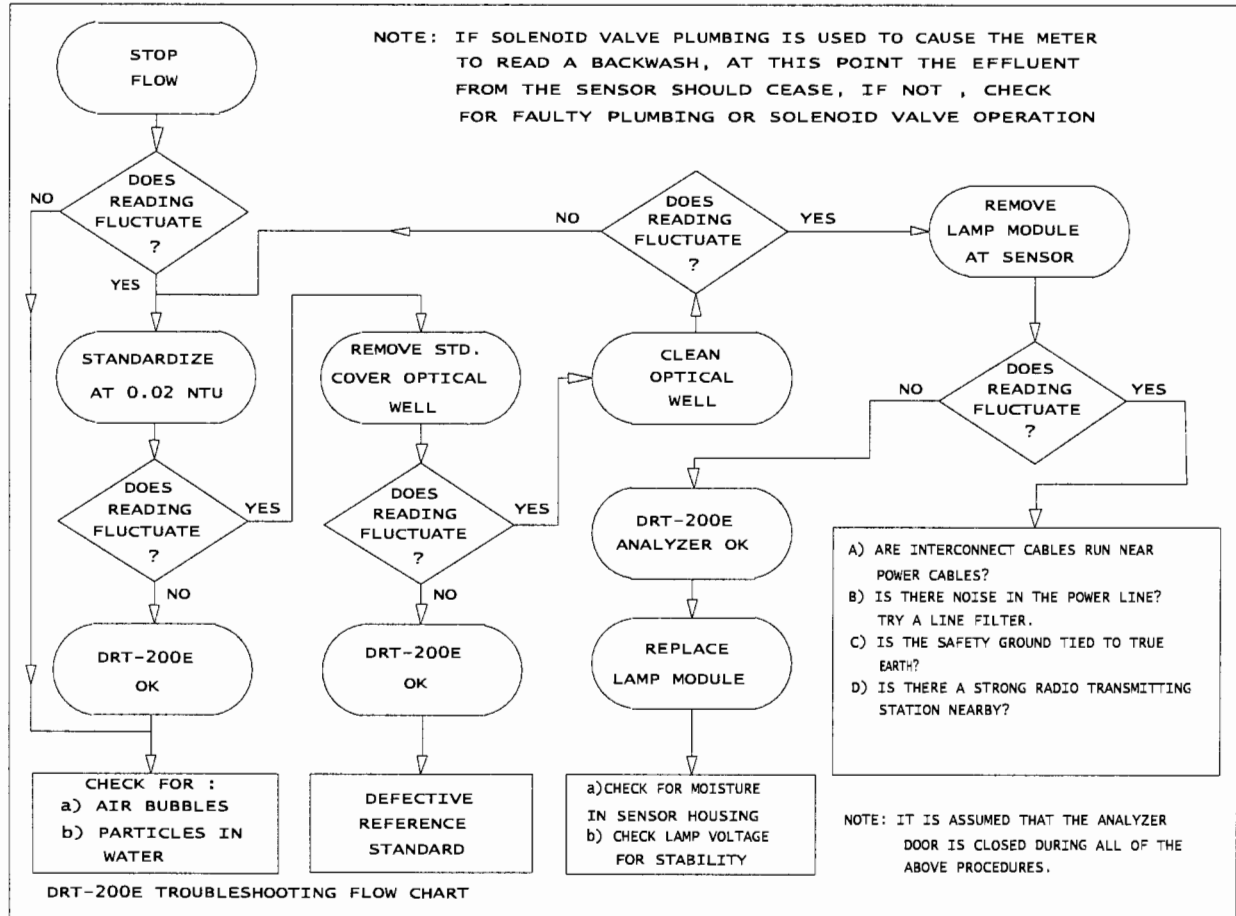 STOP
FLOW
NOTE: IF SOLENOID VALVE PLUMBING IS USED TO CAUSE THE METER
TO READ A BACKWASH, AT THIS POINT THE EFFLUENT
FROM THE SENSOR SHOULD CEASE, IF NOT , CHECK
FOR FAULTY PLUMBING OR SOLENOID VALVE OPERATION
NO
DOES
READING
FLUCTUATE
?
YES
NO
DOES
READING
FLUCTUATE
?
YES
REMOVE
LAMP MODULE
AT SENSOR
STANDARDIZE
AT 0.02 NTU
REMOVE STD.
COVER OPTICAL
WELL
CLEAN
OPTICAL
WELL
NO
DOES
READING
FLUCTUATE
?
YES
DOES
READING
FLUCTUATE
?
YES
NO
DOES
READING
FLUCTUATE
?
YES
NO
DRT-200E
ANALYZER OK
A) ARE INTERCONNECT CABLES RUN NEAR
POWER CABLES?
B) IS THERE NOISE IN THE POWER LINE?
TRY A LINE FILTER.
C) IS THE SAFETY GROUND TIED TO TRUE
EARTH?
D) IS THERE A STRONG RADIO TRANSMITTING
STATION NEARBY?
DRT-200E
OK
DRT-200E
OK
REPLACE
LAMP MODULE
CHECK FOR :
a) AIR BUBBLES
b) PARTICLES IN
WATER
DEFECTIVE
REFERENCE
STANDARD
a)CHECK FOR MOISTURE
IN SENSOR HOUSING
b) CHECK LAMP VOLTAGE
FOR STABILITY
NOTE: IT IS ASSUMED THAT THE ANALYZER
DOOR IS CLOSED DURING ALL OF THE
ABOVE PROCEDURES.
DRT-200E TROUBLESHOOTING FLOW CHART